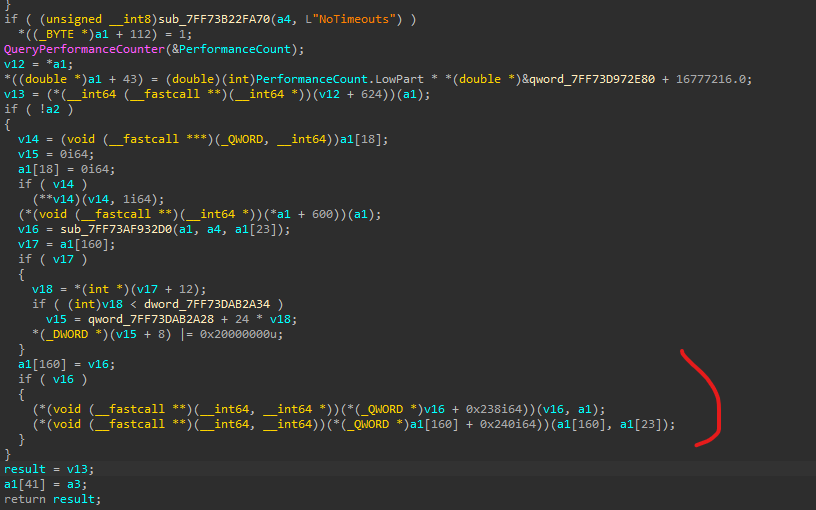 }
if ( (unsigned __int8)sub_7FF73B22FA70(a4, L"NoTimeouts") )
*((_BYTE *)a1 + 112) = 1;
QueryPerformanceCounter(&PerformanceCount);
v12 = *a1;
*((double *)a1 + 43) = (double)(int)PerformanceCount.LowPart * *(double *)&qword_7FF73D972E80 + 16777216.0;
v13 = (*(__int64 (__fastcall **)(__int64 *))(v12 + 624))(a1);
if ( !a2 )
{
v14 = (void (__fastcall ***)(_QWORD, __int64))a1[18];
v15 = 0i64;
a1[18] = 0i64;
if ( v14 )
(**v14)(v14, 1i64);
(*(void (__fastcall **)(__int64 *))(*a1 + 600))(a1);
v16 = sub_7FF73AF932D0(a1, a4, a1[23]);
v17 = a1[160];
if ( v17 )
{
v18 = *(int *)(v17 + 12);
if ( (int)v18 < dword_7FF73DAB2A34 )
v15 = qword_7FF73DAB2A28 + 24 * v18;
*(_DWORD *)(v15 + 8) |= 0x20000000u;
}
a1[160] = v16;
if ( v16 )
{
(*(void (__fastcall **)(__int64, __int64 *))(*(_QWORD *)v16 + 0x238i64))(v16, a1);
(*(void (__fastcall **)(__int64, __int64))(*(_QWORD *)a1[160] + 0x240i64))(a1[160], a1[23]);
}
}
result = v13;
a1[41] = a3;
return result;